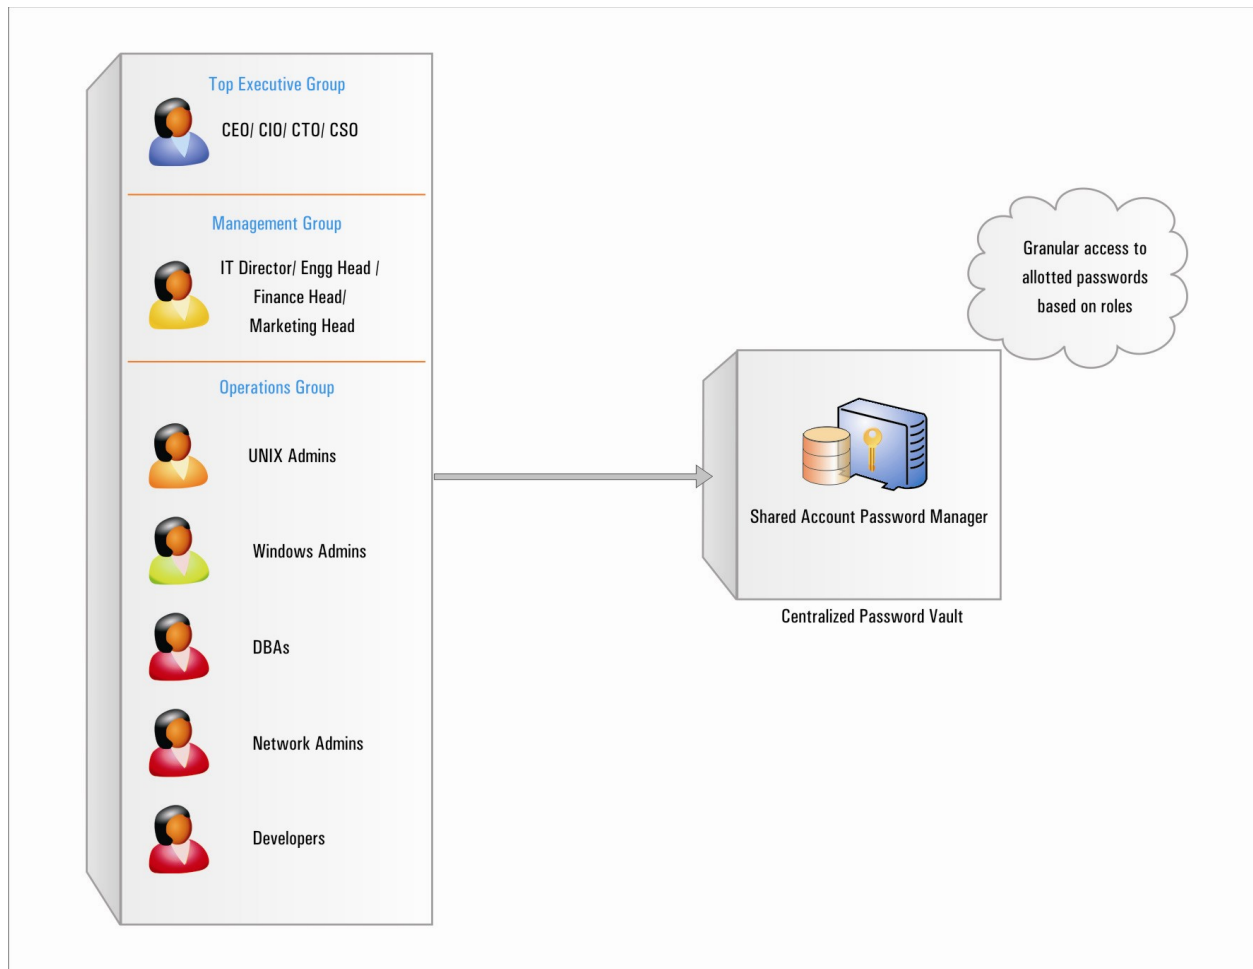 Top Executive Group
CEO/ CIO/ CTO/ CSO
Management Group
IT Director/ Engg Head /
Finance Head/
Marketing Head
Operations Group
UNIX Admins
Windows Admins
DBAs
Network Admins
Developers
Granular access to
allotted passwords
based on roles
Shared Account Password Manager
Centralized Password Vault